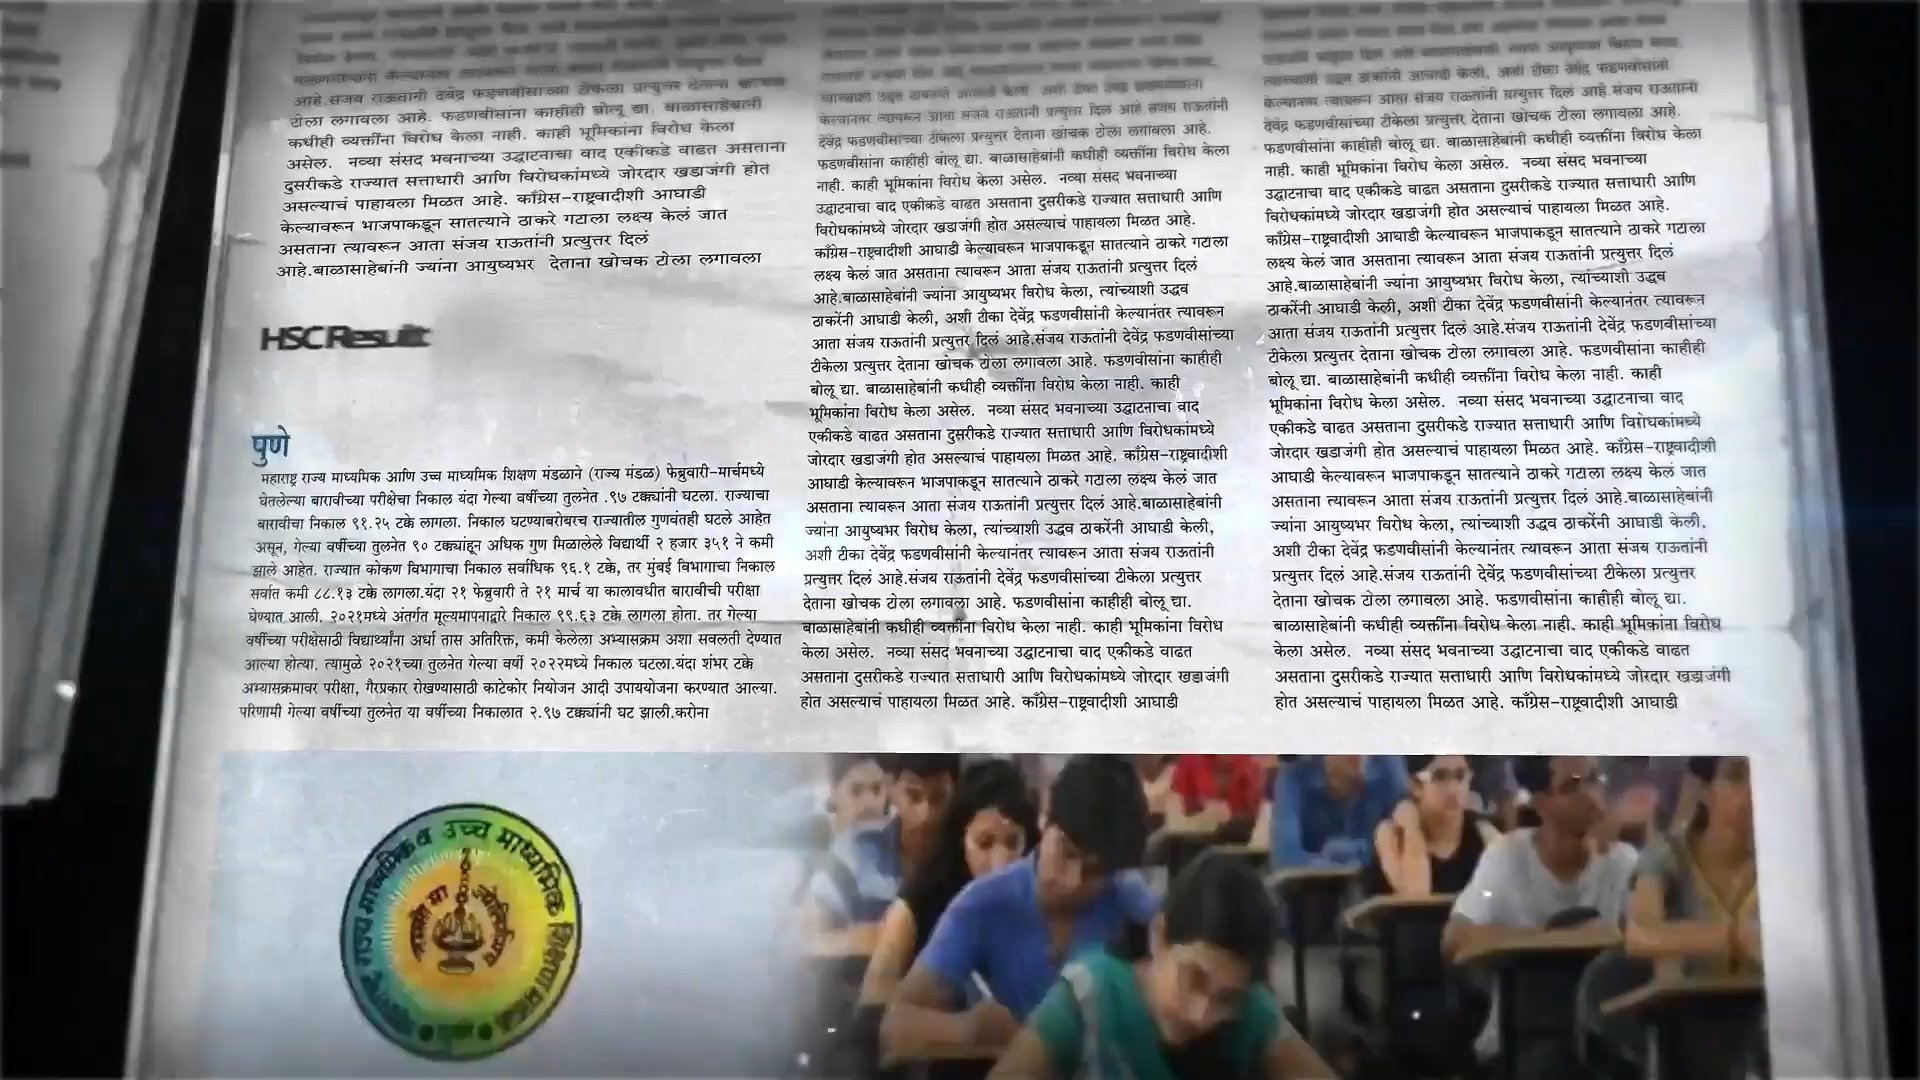 आहे.संजय राऊतांनी देवेंद्र फडणवीसांच्या टीकेला प्रत्युत्तर देताना खोचक
टोला लगावला आहे. फडणवीसांना काहीही बोलू द्या. बाळासाहेबांनी
कधीही व्यक्तींना विरोध केला नाही. काही भूमिकांना विरोध केला
असेल. नव्या संसद भवनाच्या उद्घाटनाचा वाद एकीकडे वाढत असताना
दुसरीकडे राज्यात सत्ताधारी आणि विरोधकांमध्ये जोरदार खडाजंगी होत
असल्याचं पाहायला मिळत आहे. काँग्रेस-राष्ट्रवादीशी आघाडी
केल्यावरून भाजपाकडून सातत्याने ठाकरे गटाला लक्ष्य केलं जात
असताना त्यावरून आता संजय राऊतांनी प्रत्युत्तर दिलं
आहे.बाळासाहेबांनी ज्यांना आयुष्यभर देताना खोचक टोला लगावला
HSC Result
पुणे
महाराष्ट्र राज्य माध्यमिक आणि उच्च माध्यमिक शिक्षण मंडळाने (राज्य मंडळ) फेब्रुवारी-मार्चमध्ये
घेतलेल्या बारावीच्या परीक्षेचा निकाल यंदा गेल्या वर्षीच्या तुलनेत .९७ टक्क्यांनी घटला. राज्याचा
बारावीचा निकाल ९१.२५ टक्के लागला. निकाल घटण्याबरोबरच राज्यातील गुणवंतही घटले आहेत
असून, गेल्या वर्षीच्या तुलनेत ९० टक्क्यांहून अधिक गुण मिळालेले विद्यार्थी २ हजार ३५१ ने कमी
झाले आहेत. राज्यात कोकण विभागाचा निकाल सर्वाधिक ९६.१ टक्के, तर मुंबई विभागाचा निकाल
सर्वात कमी ८८.१३ टक्के लागला.यंदा २१ फेब्रुवारी ते २१ मार्च या कालावधीत बारावीची परीक्षा
घेण्यात आली. २०२१मध्ये अंतर्गत मूल्यमापनाद्वारे निकाल ९९.६३ टक्के लागला होता. तर गेल्या
वर्षीच्या परीक्षेसाठी विद्यार्थ्यांना अर्धा तास अतिरिक्त, कमी केलेला अभ्यासक्रम अशा सवलती देण्यात
आल्या होत्या. त्यामुळे २०२१च्या तुलनेत गेल्या वर्षी २०२२मध्ये निकाल घटला.यंदा शंभर टक्के
अभ्यासक्रमावर परीक्षा, गैरप्रकार रोखण्यासाठी काटेकोर नियोजन आदी उपाययोजना करण्यात आल्या.
परिणामी गेल्या वर्षीच्या तुलनेत या वर्षीच्या निकालात २.९७ टक्क्यांनी घट झाली.करोना
केल्यानंतर त्यावरून आता संजय राऊतांनी प्रत्युत्तर दिलं आहे संजय राऊतांनी
देवेंद्र फडणवीसांच्या टीकेला प्रत्युत्तर देताना खोचक टोला लगावला आहे.
फडणवीसांना काहीही बोलू द्या. बाळासाहेबांनी कधीही व्यक्तींना विरोध केला
नाही. काही भूमिकांना विरोध केला असेल. नव्या संसद भवनाच्या
उद्घाटनाचा वाद एकीकडे वाढत असताना दुसरीकडे राज्यात सत्ताधारी आणि
विरोधकांमध्ये जोरदार खडाजंगी होत असल्याचं पाहायला मिळत आहे.
काँग्रेस-राष्ट्रवादीशी आघाडी केल्यावरून भाजपाकडून सातत्याने ठाकरे गटाला
लक्ष्य केलं जात असताना त्यावरून आता संजय राऊतांनी प्रत्युत्तर दिलं
आहे.बाळासाहेबांनी ज्यांना आयुष्यभर विरोध केला, त्यांच्याशी उद्धव
ठाकरेंनी आघाडी केली, अशी टीका देवेंद्र फडणवीसांनी केल्यानंतर त्यावरून
आता संजय राऊतांनी प्रत्युत्तर दिलं आहे.संजय राऊतांनी देवेंद्र फडणवीसांच्या
टीकेला प्रत्युत्तर देताना खोचक टोला लगावला आहे. फडणवीसांना काहीही
बोलू द्या. बाळासाहेबांनी कधीही व्यक्तींना विरोध केला नाही. काही
भूमिकांना विरोध केला असेल. नव्या संसद भवनाच्या उद्घाटनाचा वाद
एकीकडे वाढत असताना दुसरीकडे राज्यात सत्ताधारी आणि विरोधकांमध्ये
जोरदार खडाजंगी होत असल्याचं पाहायला मिळत आहे. काँग्रेस-राष्ट्रवादीशी
आघाडी केल्यावरून भाजपाकडून सातत्याने ठाकरे गटाला लक्ष्य केलं जात
असताना त्यावरून आता संजय राऊतांनी प्रत्युत्तर दिलं आहे.बाळासाहेबांनी
ज्यांना आयुष्यभर विरोध केला, त्यांच्याशी उद्धव ठाकरेंनी आघाडी केली,
अशी टीका देवेंद्र फडणवीसांनी केल्यानंतर त्यावरून आता संजय राऊतांनी
प्रत्युत्तर दिलं आहे.संजय राऊतांनी देवेंद्र फडणवीसांच्या टीकेला प्रत्युत्तर
देताना खोचक टोला लगावला आहे. फडणवीसांना काहीही बोलू द्या.
बाळासाहेबांनी कधीही व्यक्तींना विरोध केला नाही. काही भूमिकांना विरोध
केला असेल. नव्या संसद भवनाच्या उद्घाटनाचा वाद एकीकडे वाढत
असताना दुसरीकडे राज्यात सत्ताधारी आणि विरोधकांमध्ये जोरदार खडाजंगी
होत असल्याचं पाहायला मिळत आहे. काँग्रेस-राष्ट्रवादीशी आघाडी
केल्यानंतर त्यावरून आता संजय राऊतांनी प्रत्युत्तर दिलं आहे.संजय राऊतांनी
देवेंद्र फडणवीसांच्या टीकेला प्रत्युत्तर देताना खोचक टोला लगावला आहे.
फडणवीसांना काहीही बोलू द्या. बाळासाहेबांनी कधीही व्यक्तींना विरोध केला
नाही. काही भूमिकांना विरोध केला असेल. नव्या संसद भवनाच्या
उद्घाटनाचा वाद एकीकडे वाढत असताना दुसरीकडे राज्यात सत्ताधारी आणि
विरोधकांमध्ये जोरदार खडाजंगी होत असल्याचं पाहायला मिळत आहे.
काँग्रेस-राष्ट्रवादीशी आघाडी केल्यावरून भाजपाकडून सातत्याने ठाकरे गटाला
लक्ष्य केलं जात असताना त्यावरून आता संजय राऊतांनी प्रत्युत्तर दिलं
आहे.बाळासाहेबांनी ज्यांना आयुष्यभर विरोध केला, त्यांच्याशी उद्धव
ठाकरेंनी आघाडी केली, अशी टीका देवेंद्र फडणवीसांनी केल्यानंतर त्यावरून
आता संजय राऊतांनी प्रत्युत्तर दिलं आहे.संजय राऊतांनी देवेंद्र फडणवीसांच्या
टीकेला प्रत्युत्तर देताना खोचक टोला लगावला आहे. फडणवीसांना काहीही
बोलू द्या. बाळासाहेबांनी कधीही व्यक्तींना विरोध केला नाही. काही
भूमिकांना विरोध केला असेल. नव्या संसद भवनाच्या उद्घाटनाचा वाद
एकीकडे वाढत असताना दुसरीकडे राज्यात सत्ताधारी आणि विरोधकांमध्ये
जोरदार खडाजंगी होत असल्याचं पाहायला मिळत आहे. काँग्रेस-राष्ट्रवादीशी
आघाडी केल्यावरून भाजपाकडून सातत्याने ठाकरे गटाला लक्ष्य केलं जात
असताना त्यावरून आता संजय राऊतांनी प्रत्युत्तर दिलं आहे.बाळासाहेबांनी
ज्यांना आयुष्यभर विरोध केला, त्यांच्याशी उद्धव ठाकरेंनी आघाडी केली,
अशी टीका देवेंद्र फडणवीसांनी केल्यानंतर त्यावरून आता संजय राऊतांनी
प्रत्युत्तर दिलं आहे.संजय राऊतांनी देवेंद्र फडणवीसांच्या टीकेला प्रत्युत्तर
देताना खोचक टोला लगावला आहे. फडणवीसांना काहीही बोलू द्या.
बाळासाहेबांनी कधीही व्यक्तींना विरोध केला नाही. काही भूमिकांना विरोध
केला असेल. नव्या संसद भवनाच्या उद्घाटनाचा वाद एकीकडे वाढत
असताना दुसरीकडे राज्यात सत्ताधारी आणि विरोधकांमध्ये जोरदार खडाजंगी
होत असल्याचं पाहायला मिळत आहे. काँग्रेस-राष्ट्रवादीशी आघाडी
राज्य माध्यमिक व उच्च माध्यमिक शिक्षण मंडळ